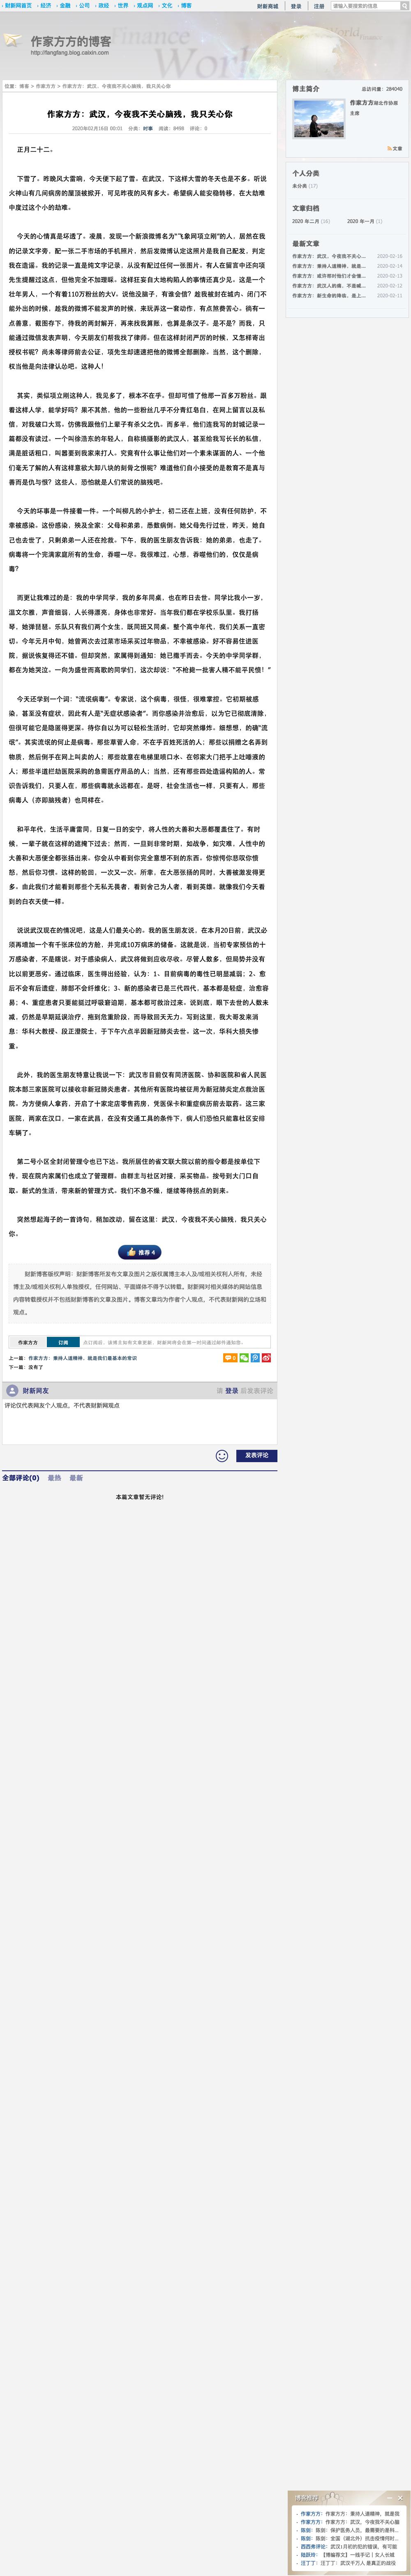 财新网首页 经济 金融 公司 政经 世界 观点网 文化 博客
财新商城 登录 注册 请输入要搜索的信息
作家方方的博客
http://fangfang.blog.caixin.com
位置：博客 > 作家方方 > 作家方方：武汉，今夜我不关心脑残，我只关心你
作家方方：武汉，今夜我不关心脑残，我只关心你
2020年02月16日 00:01 分类：时事 阅读：8498 评论：0
正月二十二。
下雪了。昨晚风大雷响，今天便下起了雨夹雪。在武汉，下这样大雪的冬天也是不多。听说
火神山有几间病房的屋顶被掀开，可见昨夜的风有多大。希望病人能安稳转移，在大劫难
中度过这个小的劫难。
今天的心情真是坏透了。凌晨，发现一个新浪微博名为"飞象网项立刚"的人，居然在我
的记录文字旁，配一张二手市场的手机照片，然后发微博认定这照片是我自己配发，判定
我在造谣。我的记录一直是纯文字记录，从没有配过任何一张图片。有人在留言中还向项
先生提醒过这点，但他完全不加理睬。这样狂妄自大地构陷人的事情还真少见。这是一个
壮年男人，一个有着110万粉丝的大V。谈他没脑子，有谁会信？趁我被封在城内，闭门不
能外出的时候，趁我的微博不能发声的时候，来玩弄这一套动作，有点煞费苦心，徜有一
点善意，截图存下，待我的两封解开，再来找我算账，也算是条汉子。是不是？而我，只
能通过微信发表声明，今天朋友们帮我找了律师。但在这样封闭严厉的时候，又怎样寄出
授权书呢？尚未等律师前去公证，项先生却速速把他的微博全部删除。当然，这个删除，
权当他是向法律认怂吧。这种人！
其实，类似项立刚这种人，我见多了，根本不在乎。但却可惜了他那一百多万粉丝，跟
着这样人学，能学好吗？果不其然，他的一些粉丝几乎不分青红皂白，在网上留言以及私
信，对我破口大骂。仿佛我跟他们上辈子有杀父之仇。而多半，他们连我写的封城记录一
篇都没有读过。一个叫徐浩东的年轻人，自称搞摄影的武汉人，甚至给我写长长的私信，
满是脏话粗口，叫嚣要到我家来打人。究竟有什么事让他们对一个素未谋面的人、一个他
们毫无了解的人有这样意欲大卸八块的刻骨之恨呢？难道他们自小接受的是教育不是真与
善而是仇与恨？这些人，恐怕就是人们常说的脑残吧。
今天的坏事是一件接着一件。一个叫柳凡的小护士，初二还在上班，没有任何防护，不
幸被感染。这份感染，殃及全家：父母和弟弟，悉数病倒。她父母先行过世，昨天，她自
己也去世了，只剩弟弟一人还在抢救。下午，我的医生朋友告诉我：她的弟弟，也走了。
病毒将一个完满家庭所有的生命，吞噬一尽。我很难过，心想，吞噬他们的，仅仅是病
毒？
而更让我难过的是：我的中学同学，我的多年同桌，也在昨日去世。同学比我小一岁，
温文尔雅，声音细弱，人长得漂亮，身体也非常好。当年我们都在学校乐队里。我打扬
琴，她弹琵琶，乐队只有我们两个女生，既同班又同桌。整个高中年代，我们关系一直密
切。今年元月中旬，她曾两次去过菜市场采买过年物品，不幸被感染。好不容易住进医
院，据说恢复得还不错。但却突然，家属得到通知：她已撒手而去。今天的中学同学群，
都在为她哭泣。一向为盛世而高歌的同学们，这次却说："不枪毙一批害人精不能平民愤！"
今天还学到一个词："流氓病毒"。专家说，这个病毒，很怪，很难掌控。它初期被感
染，甚至没有症状，因此有人是"无症状感染者"。而你感染并治愈后，以为它已彻底清除，
但很可能它是隐匿得更深。待你自以为可以轻松生活时，它却突然爆炸。细想想，的确"流
氓"。其实流氓的何止是病毒，那些草菅人命、不在乎百姓死活的人；那些以捐赠之名弄到
物质，然后倒手在网上叫卖的人；那些故意在电梯里喷口水、在邻家大门把手上吐唾液的
人；那些半道拦劫医院采购的急需医疗用品的人；当然，还有那些四处造谣构陷的人。常
识告诉我们，只要人在，那些病毒就永远都在。是呀，社会生活也一样，只要有人，那些
病毒人（亦即脑残者）也同样在。
和平年代，生活平庸雷同，日复一日的安宁，将人性的大善和大恶都覆盖住了。有时
候，一辈子就在这样的遮掩下过去；然而，一旦到非常时期，如战争，如灾难，人性中的
大善和大恶便全都张扬出来。你会从中看到你完全意想不到的东西。你惊愕你悲叹你愤
怒，然后你习惯。这样的轮回，一次又一次。所幸，在大恶张扬的同时，大善被激发得更
多。由此我们才能看到那些个无私无畏者，看到舍己为人者，看到英雄。就像我们今天看
到的白衣天使一样。
说说武汉现在的情况吧，这是人们最关心的。我的医生朋友说，在本月20日前，武汉必
须再增加一个有千张床位的方舱，并完成10万病床的储备。这就是说，当初专家预估的十
万感染者，不是瞎说。对于感染病人，武汉将做到应收尽收。尽管人数多，但局势并没有
比以前更恶劣。通过临床，医生得出经验，认为：1、目前病毒的毒性已明显减弱；2、愈
后不会有后遗症，肺部不会纤维化；3、新的感染者已是三代四代，基本都是轻症，治愈容
易；4、重症患者只要能挺过呼吸窘迫期，基本都可救治过来。说到底，眼下去世的人数未
减，仍然是早期延误治疗，拖到危重阶段，而导致回天无力。写到这里，我大哥发来消
息：华科大教授、段正澄院士，于下午六点半因新冠肺炎去世。这一次，华科大损失惨
重。
此外，我的医生朋友特意让我说一下：武汉市目前仅有同济医院、协和医院和省人民医
院本部三家医院可以接收非新冠肺炎患者。其他所有医院均被征用为新冠肺炎定点救治医
院。为方便病人拿药，开启了十家定店零售药房，凭医保卡和重症病历前去取药。这三家
医院，两家在汉口，一家在武昌，在没有交通工具的条件下，病人们恐怕只能靠社区安排
车辆了。
第二号小区全封闭管理令也已下达。我所居住的省文联大院以前的指令都是按单位下
传，现在院内家属们也成立了管理群。由群主与社区对接，采买物品。按号到大门口自
取。新式的生活，带来新的管理方式。我们不急不燥，继续等待拐点的到来。
突然想起海子的一首诗句，稍加改动，留在这里：武汉，今夜我不关心脑残，我只关心
你。
推荐 4
财新博客版权声明：财新博客所发布文章及图片之版权属博主本人及/或相关权利人所有，未经
博主及/或相关权利人单独授权，任何网站、平面媒体不得予以转载。财新网对相关媒体的网站信息
内容转载授权并不包括财新博客的文章及图片。博客文章均为作者个人观点，不代表财新网的立场和
观点。
作家方方 订阅 点订阅后，该博主如有文章更新，财新网将会在第一时间通过邮件通知您。
上一篇：作家方方：秉持人道精神，就是我们最基本的常识
下一篇：没有了
财新网友 请 登录 后发表评论
评论仅代表网友个人观点，不代表财新网观点
发表评论
全部评论(0) 最热 最新
本篇文章暂无评论!
博主简介 总访问量：284040
作家方方湖北作协原
主席
文章
个人分类
未分类 (17)
文章归档
2020 年二月 (16) 2020 年一月 (1)
最新文章
作家方方：武汉，今夜我不关心... 2020-02-16
作家方方：秉持人道精神，就是... 2020-02-14
作家方方：或许那时他们才会懂... 2020-02-13
作家方方：武汉人的痛，不是喊... 2020-02-12
作家方方：新生命的降临，是上... 2020-02-11
博客推荐
作家方方：作家方方：秉持人道精神，就是我
作家方方：作家方方：武汉，今夜我不关心脑
陈剑：陈剑：保护医务人员，最需要的是科...
陈剑：陈剑：全国（湖北外）抗击疫情何时...
西西弗评论：武汉1月初的犯的错误，有可能
陆跃祥：【博编荐文】一线手记 | 女人长城
汪丁丁：汪丁丁：武汉千万人 是真正的战役